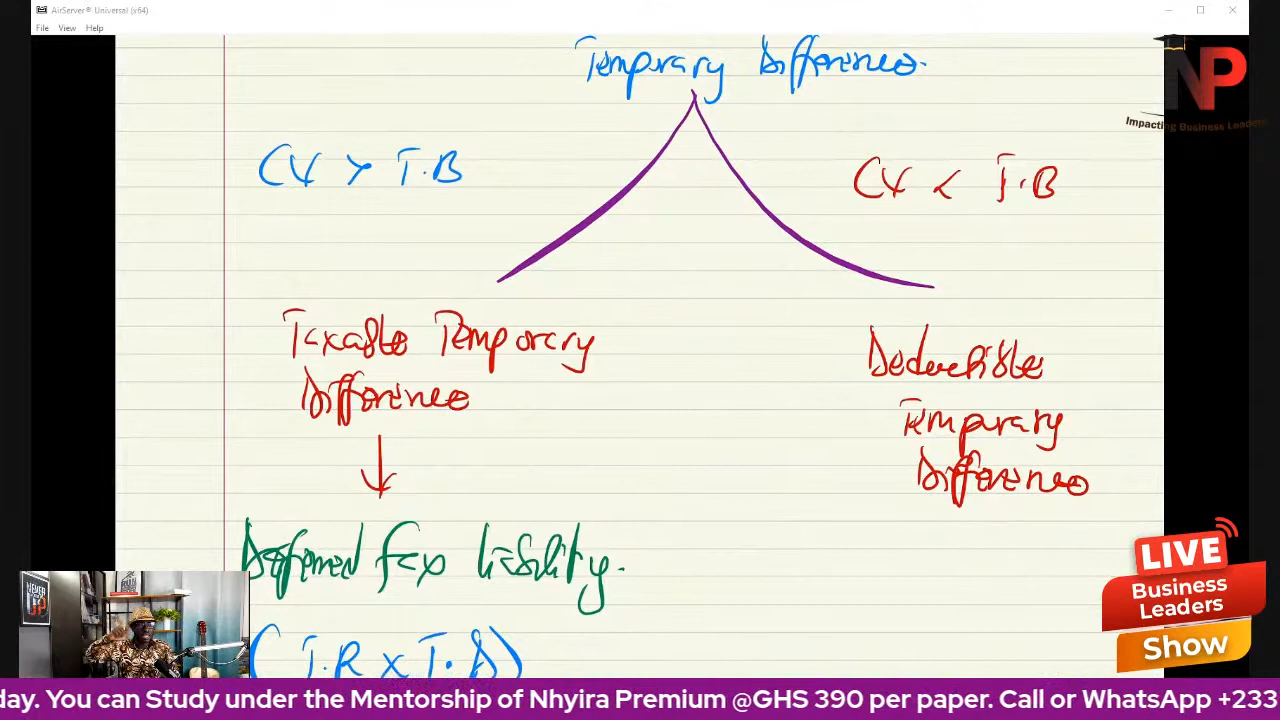 AirServer® Universal (x64)
File View Help
Temporary Difference.
NP
Impacting Business Leaders
CV > T.B
CV < T.B
Taxable Temporary
Difference
Deductible
Temporary
Difference
Deferred tax liability.
(T.R x T.D)
LIVE
Business
Leaders
Show
day. You can Study under the Mentorship of Nhyira Premium @GHS 390 per paper. Call or WhatsApp +233